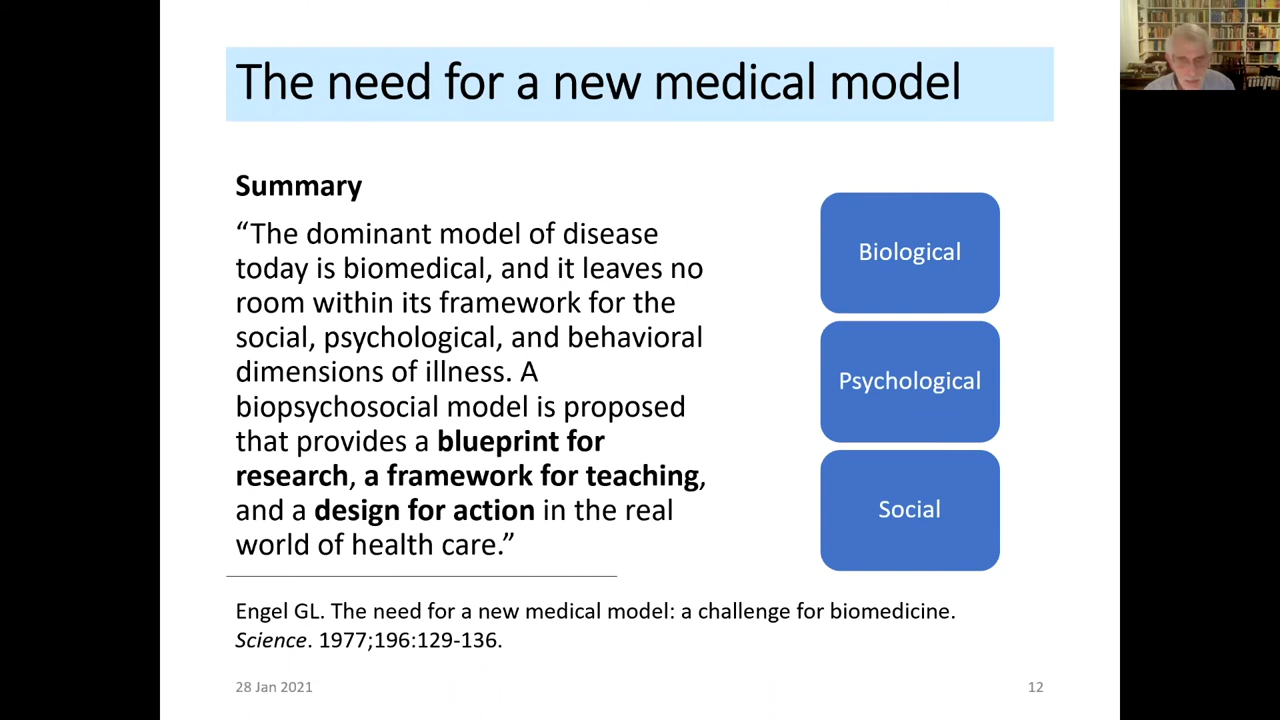 The need for a new medical model
Summary
“The dominant model of disease
today is biomedical, and it leaves no
room within its framework for the
social, psychological, and behavioral
dimensions of illness. A
biopsychosocial model is proposed
that provides a blueprint for
research, a framework for teaching,
and a design for action in the real
world of health care.”
Biological
Psychological
Social
Engel GL. The need for a new medical model: a challenge for biomedicine.
Science. 1977;196:129-136.
28 Jan 2021
12